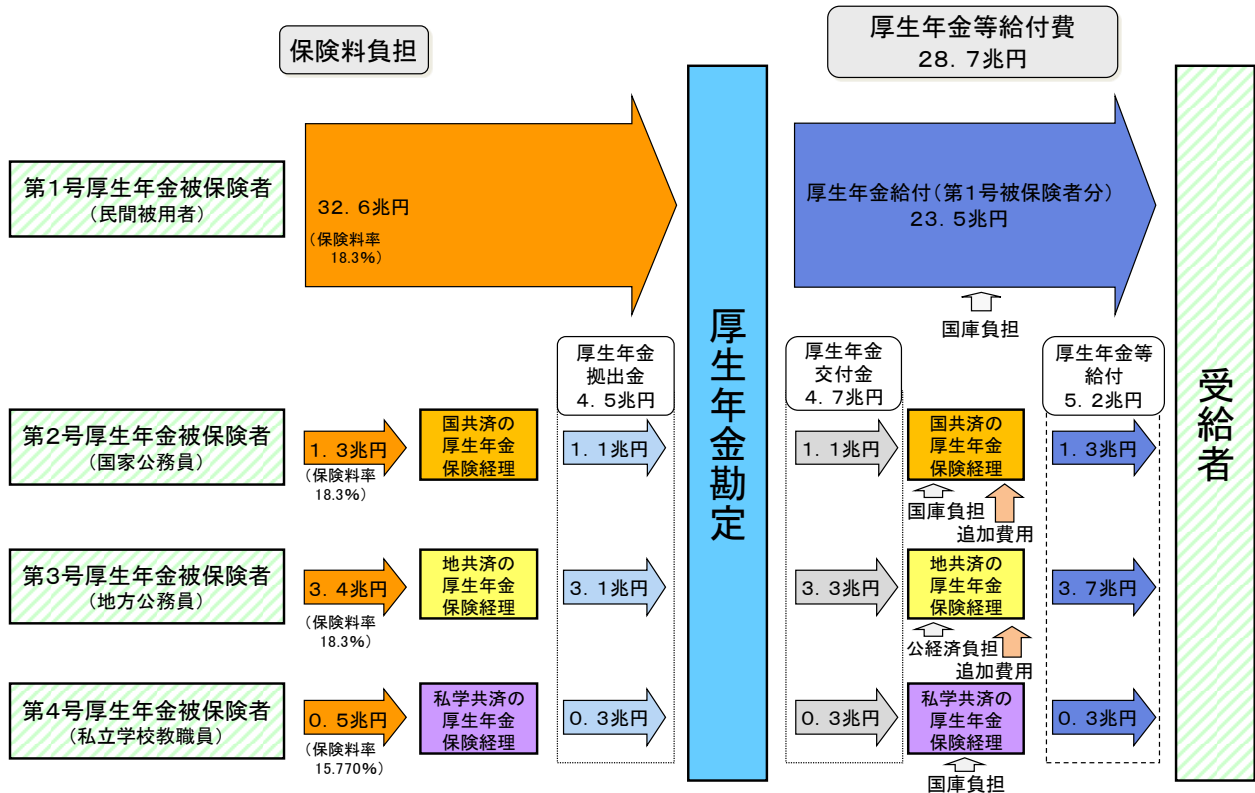 保険料負担
厚生年金等給付費
28.7兆円
第1号厚生年金被保険者
(民間被用者)
32.6兆円
(保険料率
18.3%)
厚生年金勘定
厚生年金給付(第1号被保険者分)
23.5兆円
国庫負担
受給者
厚生年金
拠出金
4.5兆円
厚生年金
交付金
4.7兆円
厚生年金等
給付
5.2兆円
第2号厚生年金被保険者
(国家公務員)
1.3兆円
(保険料率
18.3%)
国共済の
厚生年金
保険経理
1.1兆円
1.1兆円
国共済の
厚生年金
保険経理
1.3兆円
国庫負担
追加費用
第3号厚生年金被保険者
(地方公務員)
3.4兆円
(保険料率
18.3%)
地共済の
厚生年金
保険経理
3.1兆円
3.3兆円
地共済の
厚生年金
保険経理
3.7兆円
公経済負担
追加費用
第4号厚生年金被保険者
(私立学校教職員)
0.5兆円
(保険料率
15.770%)
私学共済の
厚生年金
保険経理
0.3兆円
0.3兆円
私学共済の
厚生年金
保険経理
0.3兆円
国庫負担